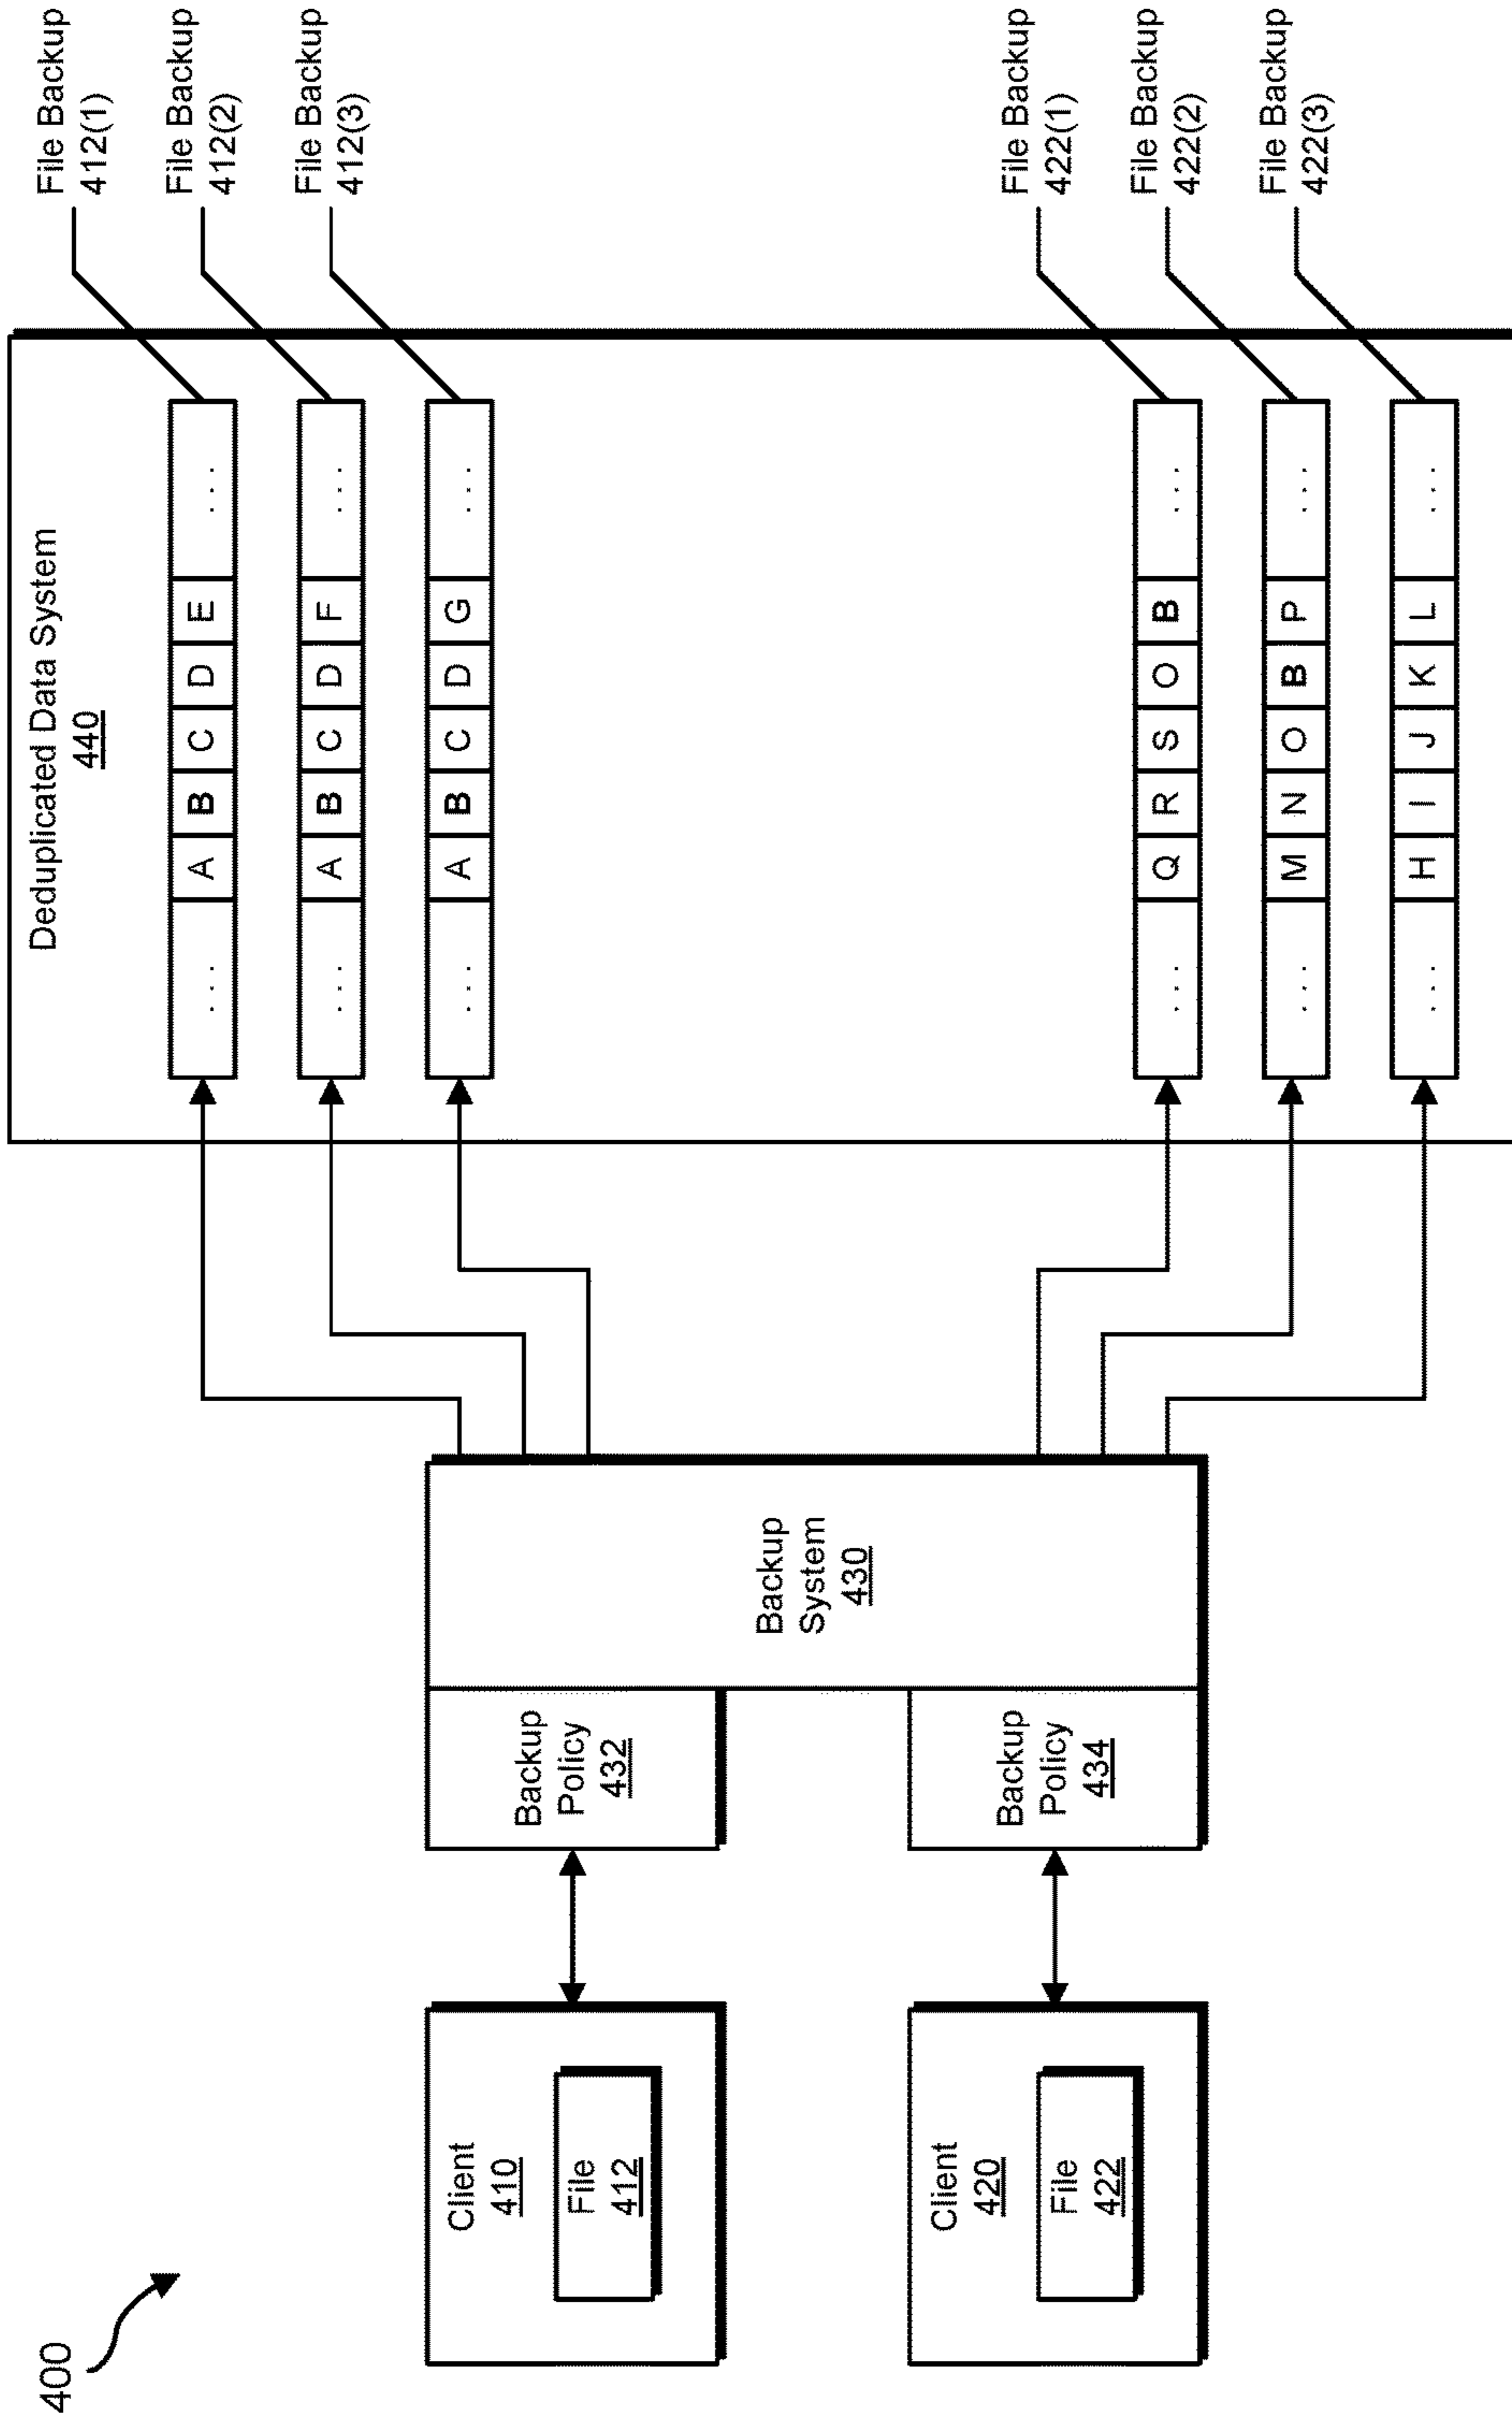 400
Client
410
File
412
Client
420
File
422
Backup
Policy
432
Backup
Policy
434
Backup
System
430
Deduplicated Data System
440
... A B C D E ...
... A B C D F ...
... A B C D G ...
... Q R S O B ...
... M N O B P ...
... H I J K L ...
File Backup
412(1)
File Backup
412(2)
File Backup
412(3)
File Backup
422(1)
File Backup
422(2)
File Backup
422(3)